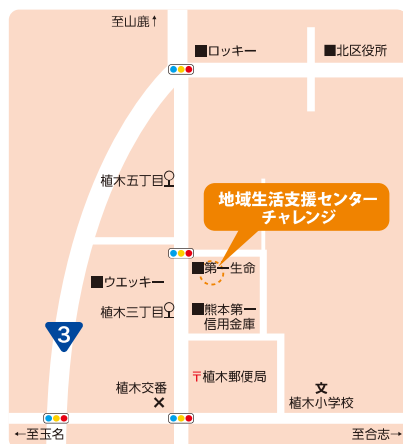 至山鹿↑
■ロッキー
■北区役所
植木五丁目
地域生活支援センター
チャレンジ
■第一生命
■ウエッキー
植木三丁目
■熊本第一
信用金庫
3
〒植木郵便局
植木交番
×
文
植木小学校
←至玉名
至合志→